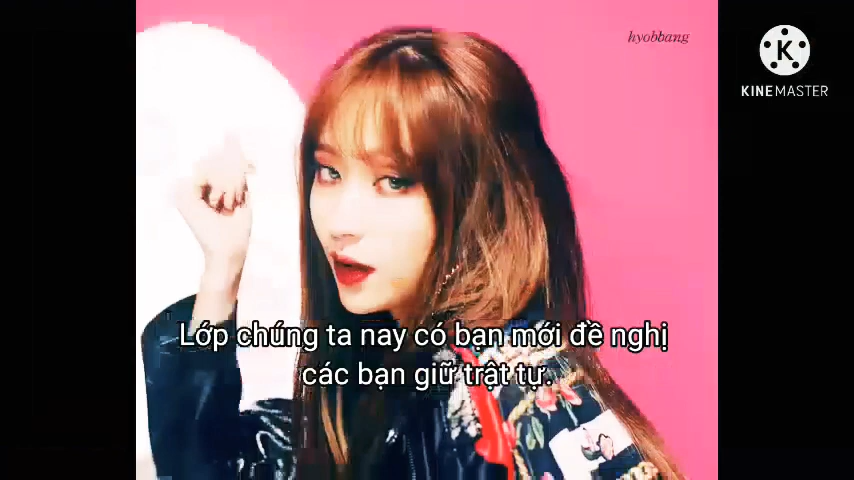 hyobbang
KINEMASTER
Lớp chúng ta nay có bạn mới đề nghị
các bạn giữ trật tự.